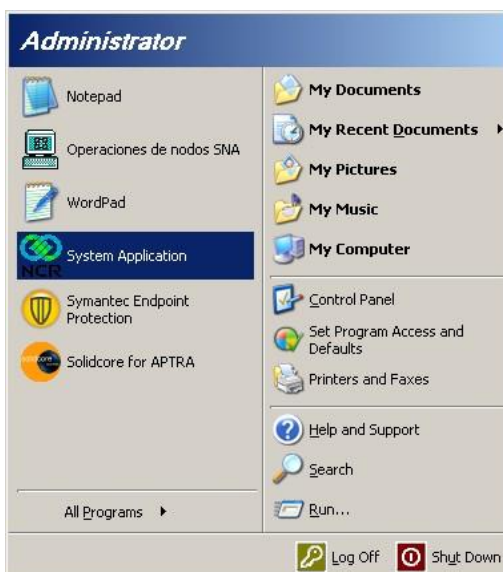 Administrator
Notepad
Operaciones de nodos SNA
WordPad
NCR
System Application
Symantec Endpoint
Protection
solidcore
Solidcore for APTRA
All Programs
My Documents
My Recent Documents
My Pictures
My Music
My Computer
Control Panel
Set Program Access and
Defaults
Printers and Faxes
Help and Support
Search
Run...
Log Off
Shut Down